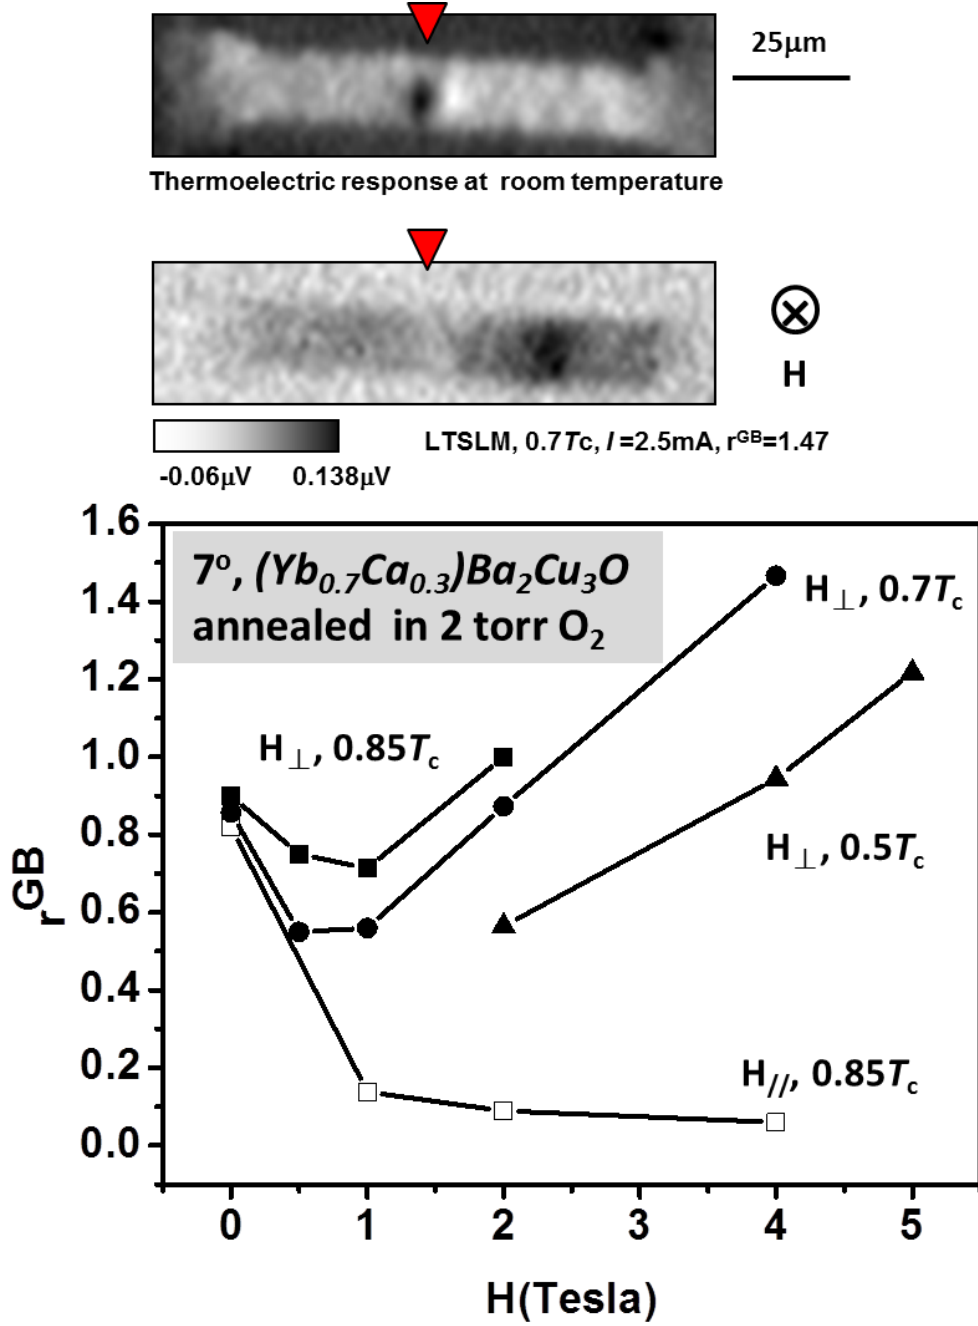 25μm
Thermoelectric response at room temperature
H
-0.06μV 0.138μV
LTSLM, 0.7Tc, I =2.5mA, r^GB=1.47
1.6
1.4
1.2
1.0
0.8
0.6
0.4
0.2
0.0
r^GB
7°, (Yb₀.₇Ca₀.₃)Ba₂Cu₃O
annealed in 2 torr O₂
H⊥, 0.7Tc
H⊥, 0.85Tc
H⊥, 0.5Tc
H//, 0.85Tc
0 1 2 3 4 5
H(Tesla)